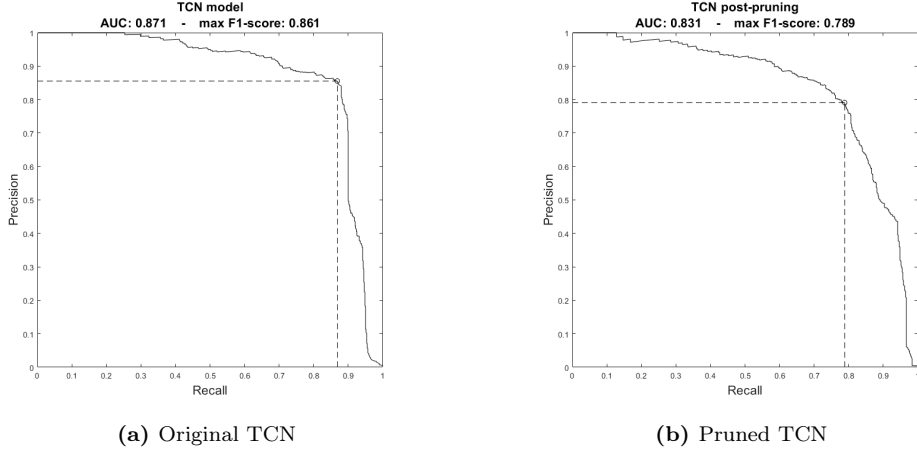 TCN model
AUC: 0.871 - max F1-score: 0.861
1
0.9
0.8
0.7
0.6
0.5
0.4
0.3
0.2
0.1
0
Precision
0 0.1 0.2 0.3 0.4 0.5 0.6 0.7 0.8 0.9 1
Recall
(a) Original TCN
TCN post-pruning
AUC: 0.831 - max F1-score: 0.789
1
0.9
0.8
0.7
0.6
0.5
0.4
0.3
0.2
0.1
0
Precision
0 0.1 0.2 0.3 0.4 0.5 0.6 0.7 0.8 0.9 1
Recall
(b) Pruned TCN